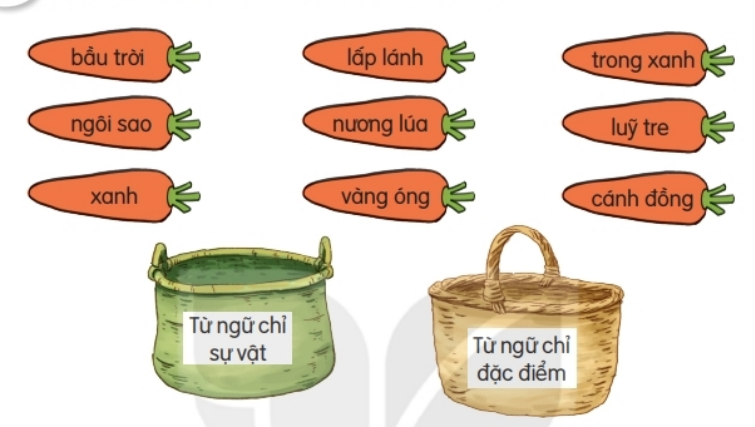 bầu trời lấp lánh trong xanh
ngôi sao nương lúa luỹ tre
xanh vàng óng cánh đồng
Từ ngữ chỉ
sự vật
Từ ngữ chỉ
đặc điểm